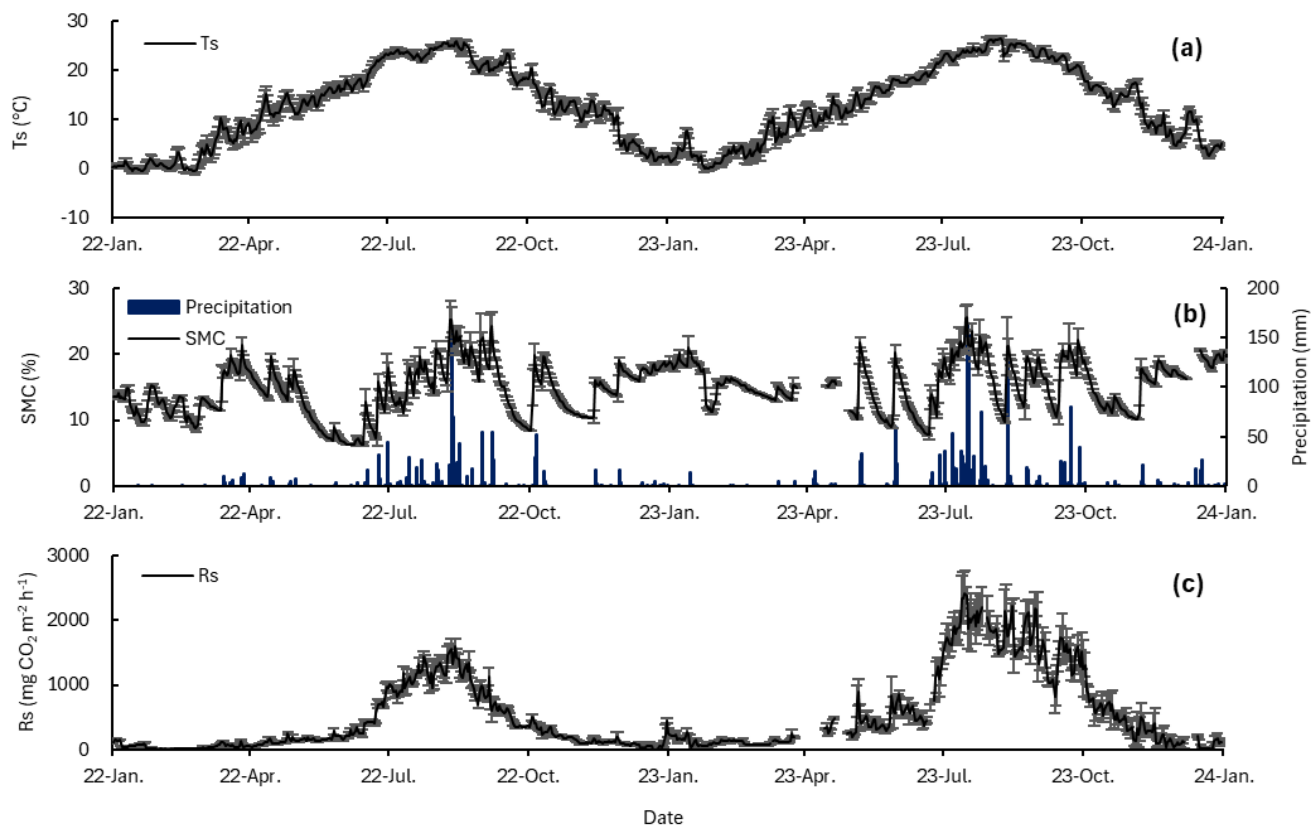 30
Ts
(a)
20
Ts (°C)
10
0
-10
22-Jan. 22-Apr. 22-Jul. 22-Oct. 23-Jan. 23-Apr. 23-Jul. 23-Oct. 24-Jan.
30 200
Precipitation
(b)
SMC
150
20
SMC (%)
100
Precipitation (mm)
10
50
0 0
22-Jan. 22-Apr. 22-Jul. 22-Oct. 23-Jan. 23-Apr. 23-Jul. 23-Oct. 24-Jan.
3000
Rs
(c)
2000
Rs (mg CO₂ m⁻² h⁻¹)
1000
0
22-Jan. 22-Apr. 22-Jul. 22-Oct. 23-Jan. 23-Apr. 23-Jul. 23-Oct. 24-Jan.
Date